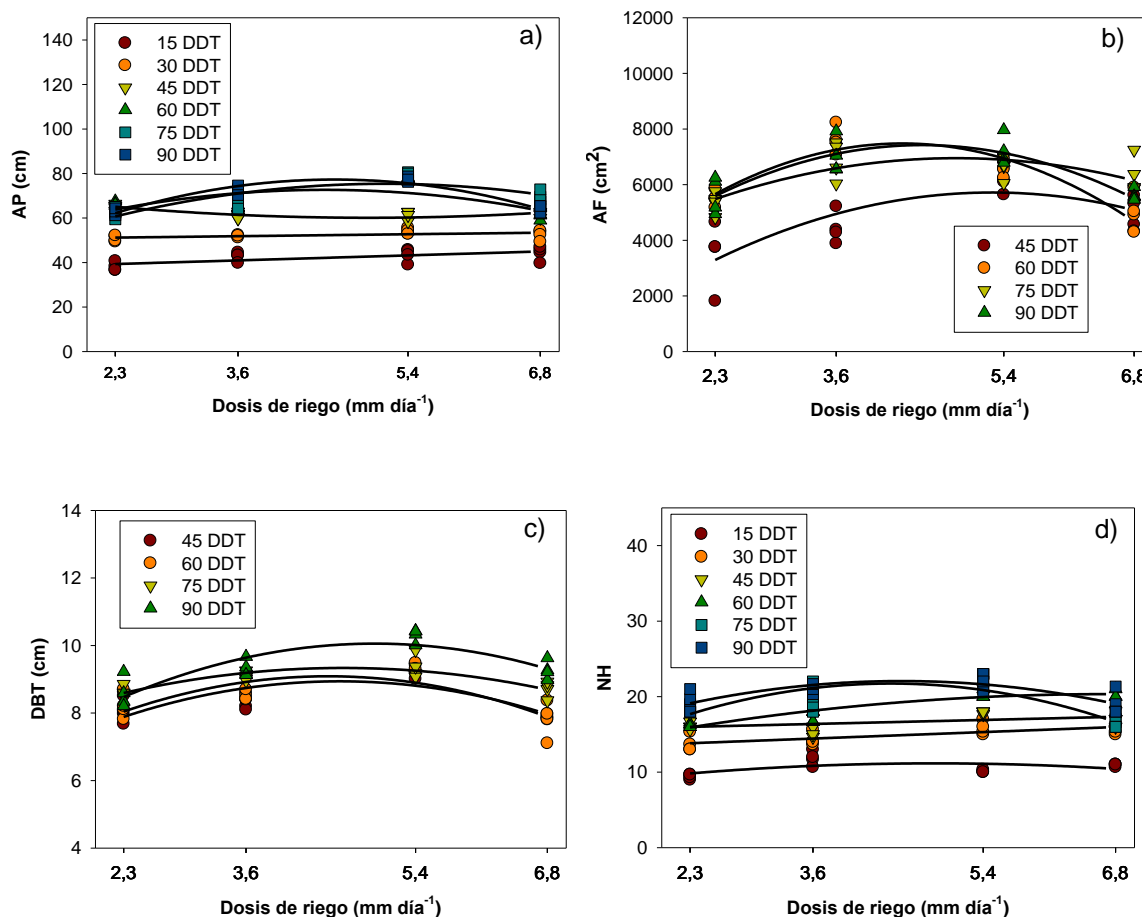 a)
140
120
100
80
60
40
20
0
AP (cm)
15 DDT
30 DDT
45 DDT
60 DDT
75 DDT
90 DDT
2,3 3,6 5,4 6,8
Dosis de riego (mm día⁻¹)
b)
12000
10000
8000
6000
4000
2000
0
AF (cm²)
45 DDT
60 DDT
75 DDT
90 DDT
2,3 3,6 5,4 6,8
Dosis de riego (mm día⁻¹)
c)
14
12
10
8
6
4
DBT (cm)
45 DDT
60 DDT
75 DDT
90 DDT
2,3 3,6 5,4 6,8
Dosis de riego (mm día⁻¹)
d)
40
30
20
10
0
NH
15 DDT
30 DDT
45 DDT
60 DDT
75 DDT
90 DDT
2,3 3,6 5,4 6,8
Dosis de riego (mm día⁻¹)